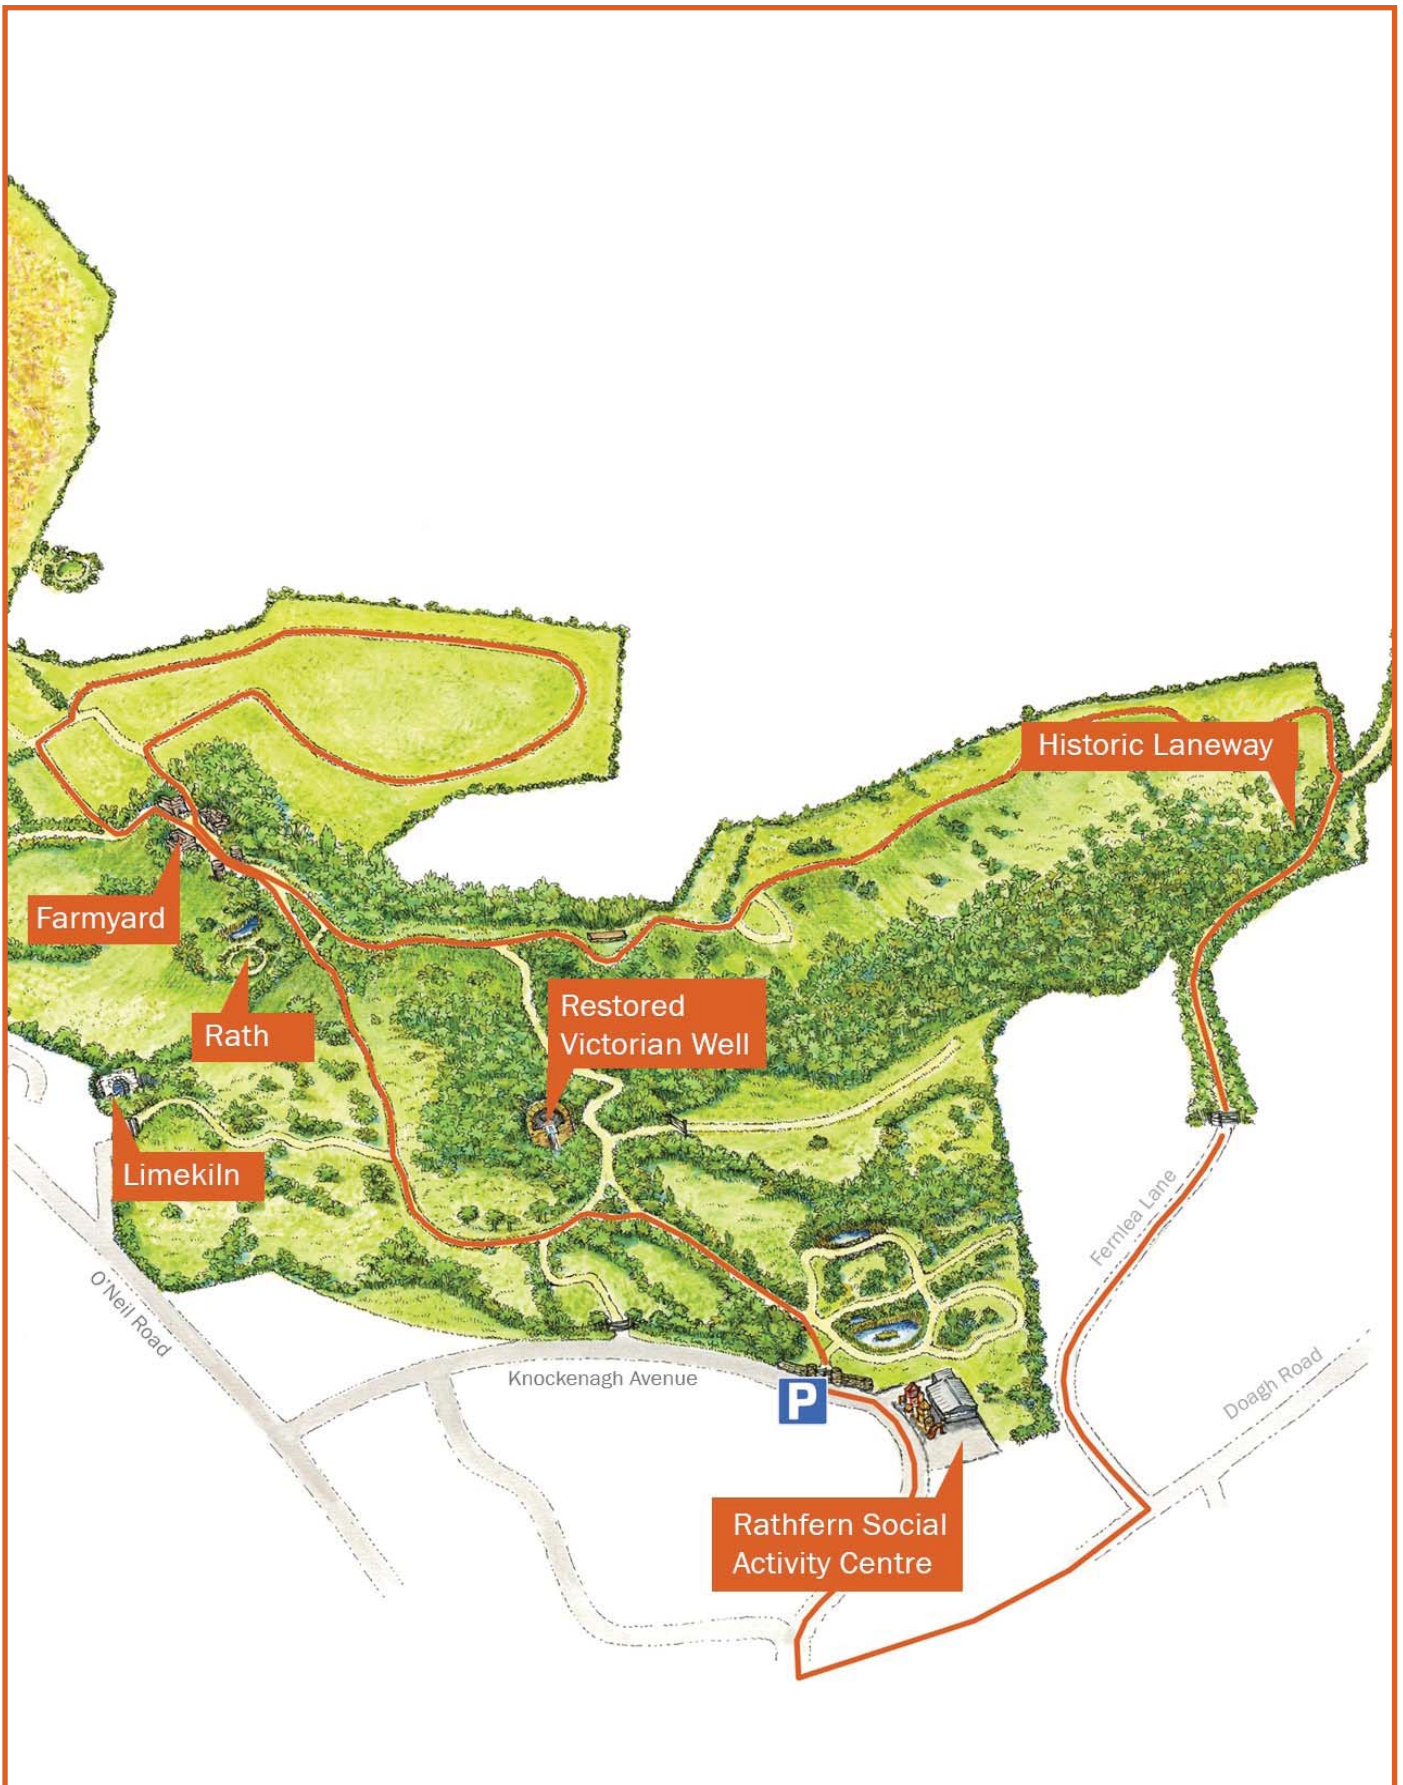 Historic Laneway
Farmyard
Restored
Victorian Well
Rath
Limekiln
Fernlea Lane
O'Neil Road
Knockenagh Avenue
P
Doagh Road
Rathfern Social
Activity Centre